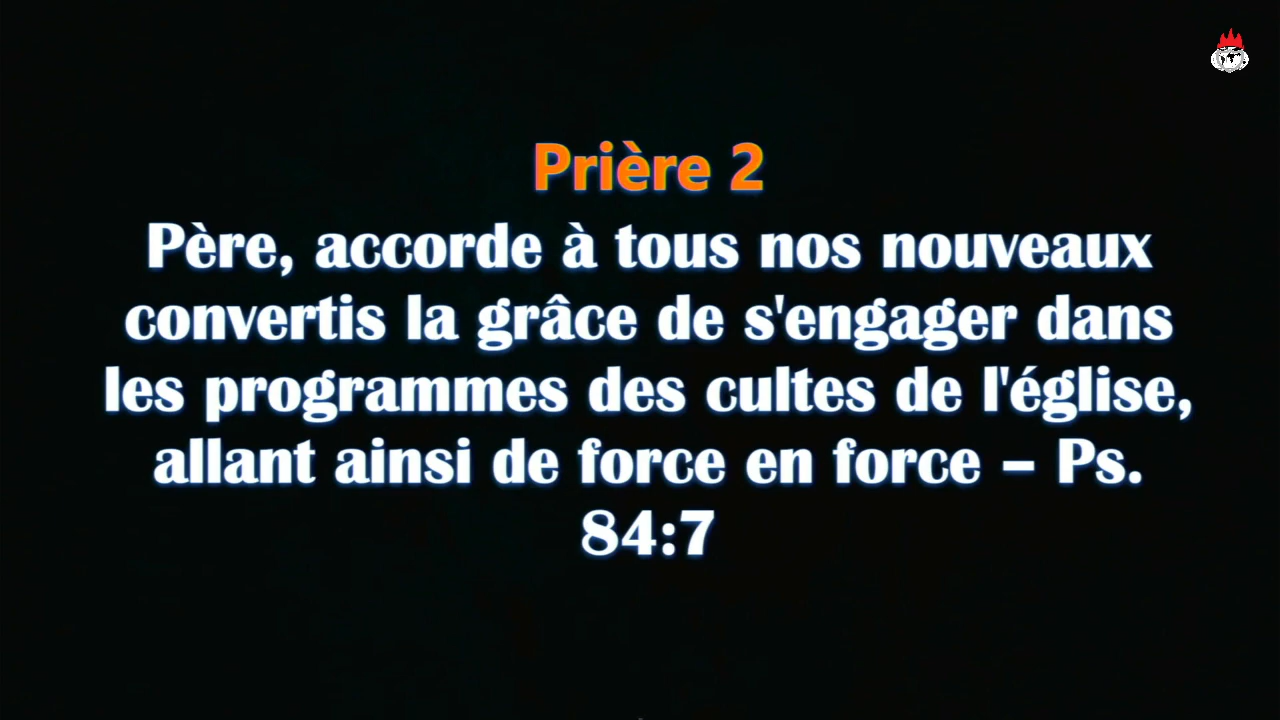 Prière 2
Père, accorde à tous nos nouveaux
convertis la grâce de s'engager dans
les programmes des cultes de l'église,
allant ainsi de force en force – Ps.
84:7